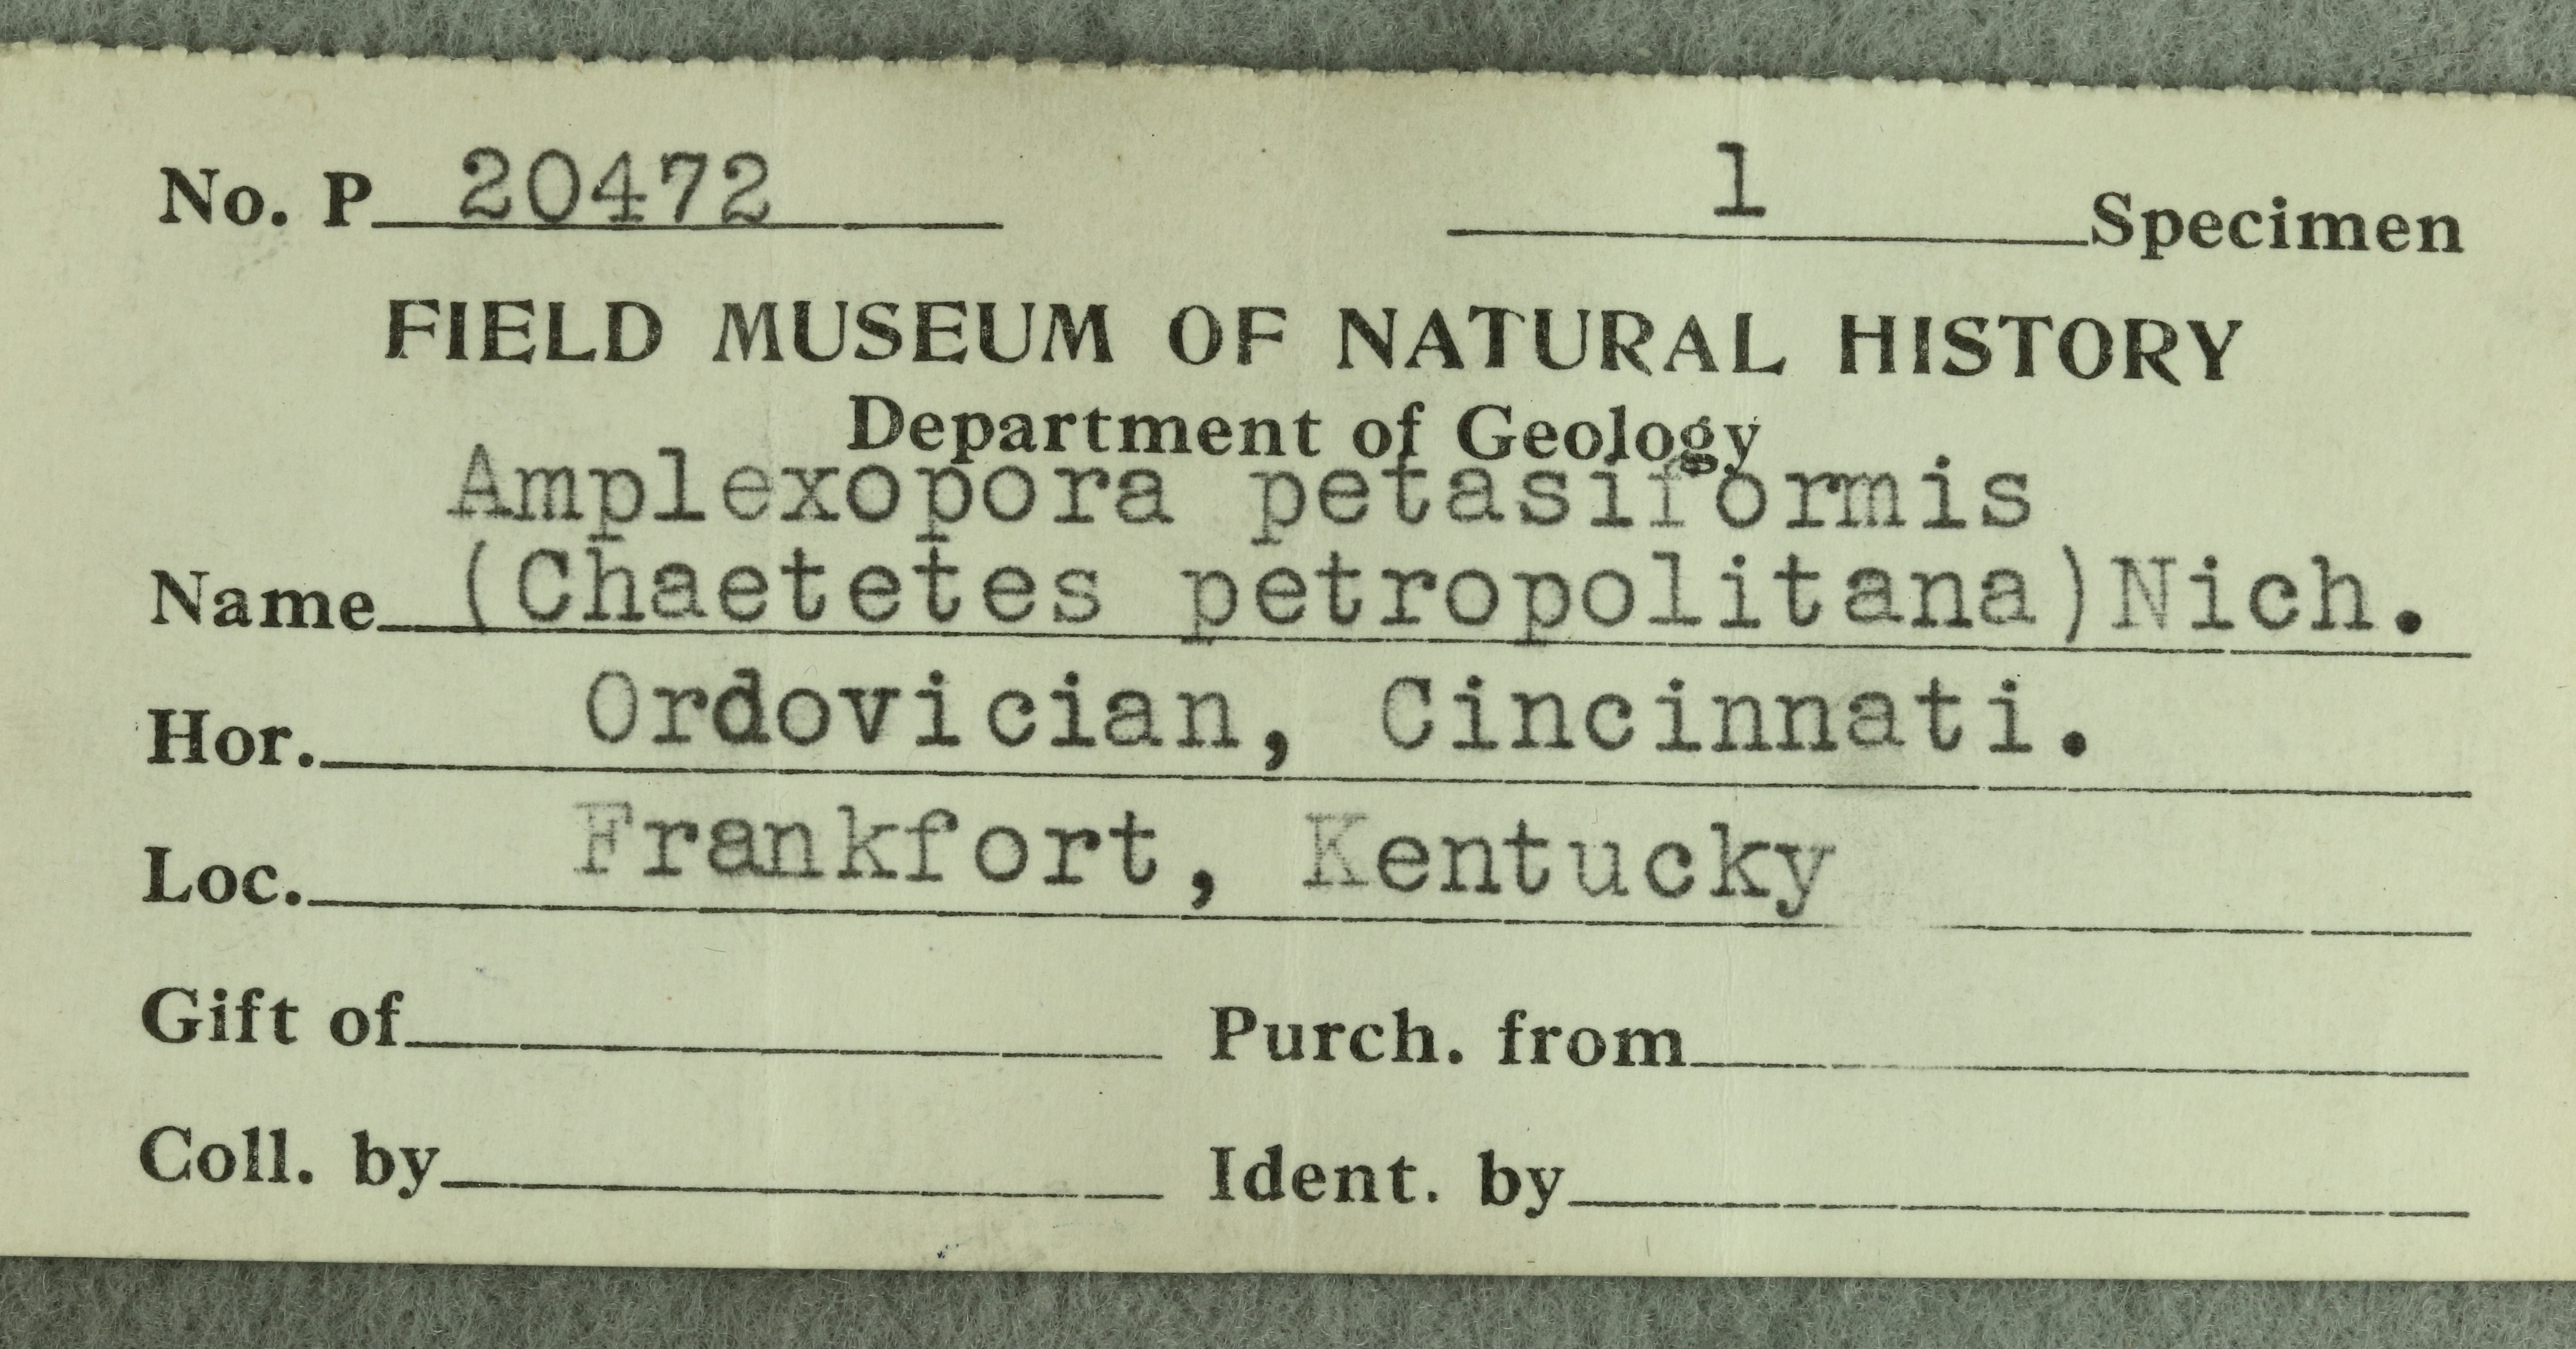 No. P 20472 1 Specimen
FIELD MUSEUM OF NATURAL HISTORY
Department of Geology
Amplexopora petasiformis
Name (Chaetetes petropolitana)Nich.
Hor. Ordovician, Cincinnati.
Loc. Frankfort, Kentucky
Gift of Purch. from
Coll. by Ident. by